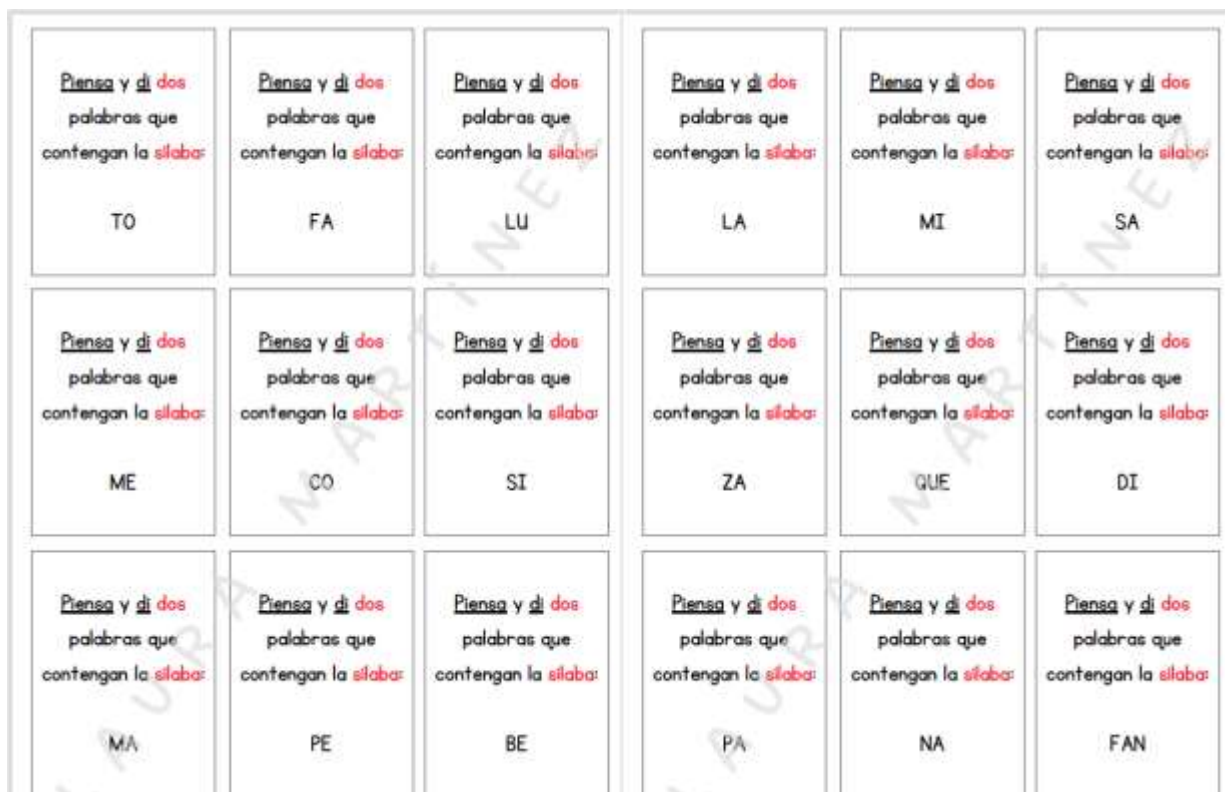 Piensa y di dos
palabras que
contengan la sílaba:
TO
Piensa y di dos
palabras que
contengan la sílaba:
FA
Piensa y di dos
palabras que
contengan la sílaba:
LU
Piensa y di dos
palabras que
contengan la sílaba:
LA
Piensa y di dos
palabras que
contengan la sílaba:
MI
Piensa y di dos
palabras que
contengan la sílaba:
SA
Piensa y di dos
palabras que
contengan la sílaba:
ME
Piensa y di dos
palabras que
contengan la sílaba:
CO
Piensa y di dos
palabras que
contengan la sílaba:
SI
Piensa y di dos
palabras que
contengan la sílaba:
ZA
Piensa y di dos
palabras que
contengan la sílaba:
QUE
Piensa y di dos
palabras que
contengan la sílaba:
DI
Piensa y di dos
palabras que
contengan la sílaba:
MA
Piensa y di dos
palabras que
contengan la sílaba:
PE
Piensa y di dos
palabras que
contengan la sílaba:
BE
Piensa y di dos
palabras que
contengan la sílaba:
PA
Piensa y di dos
palabras que
contengan la sílaba:
NA
Piensa y di dos
palabras que
contengan la sílaba:
FAN
MARTÍNEZ
MARTÍNEZ